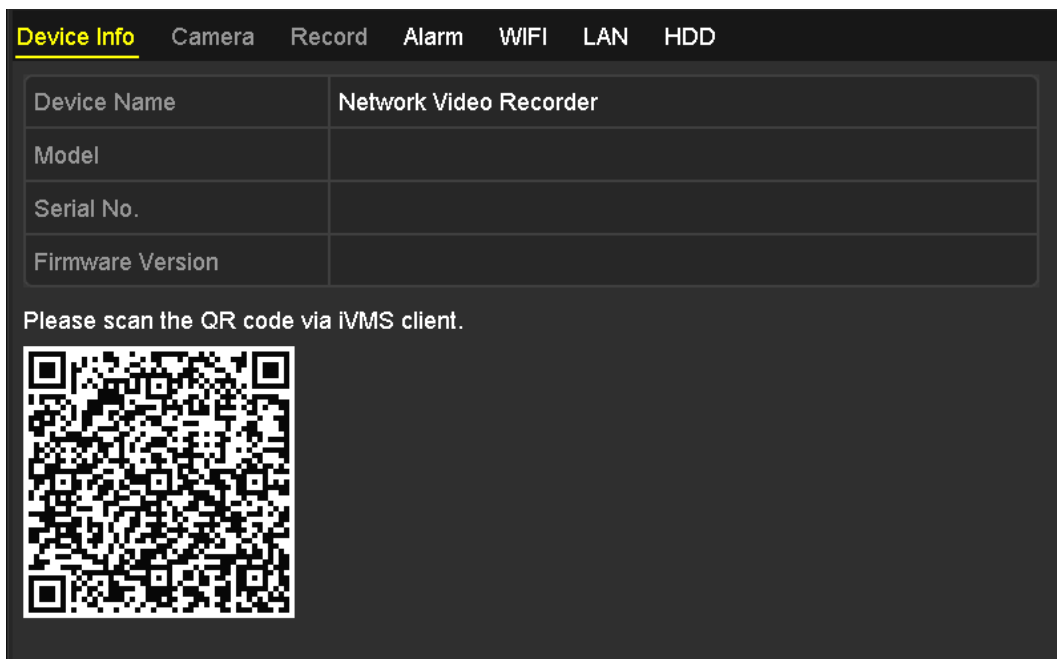 Device Info Camera Record Alarm WIFI LAN HDD
Device Name Network Video Recorder
Model
Serial No.
Firmware Version
Please scan the QR code via iVMS client.